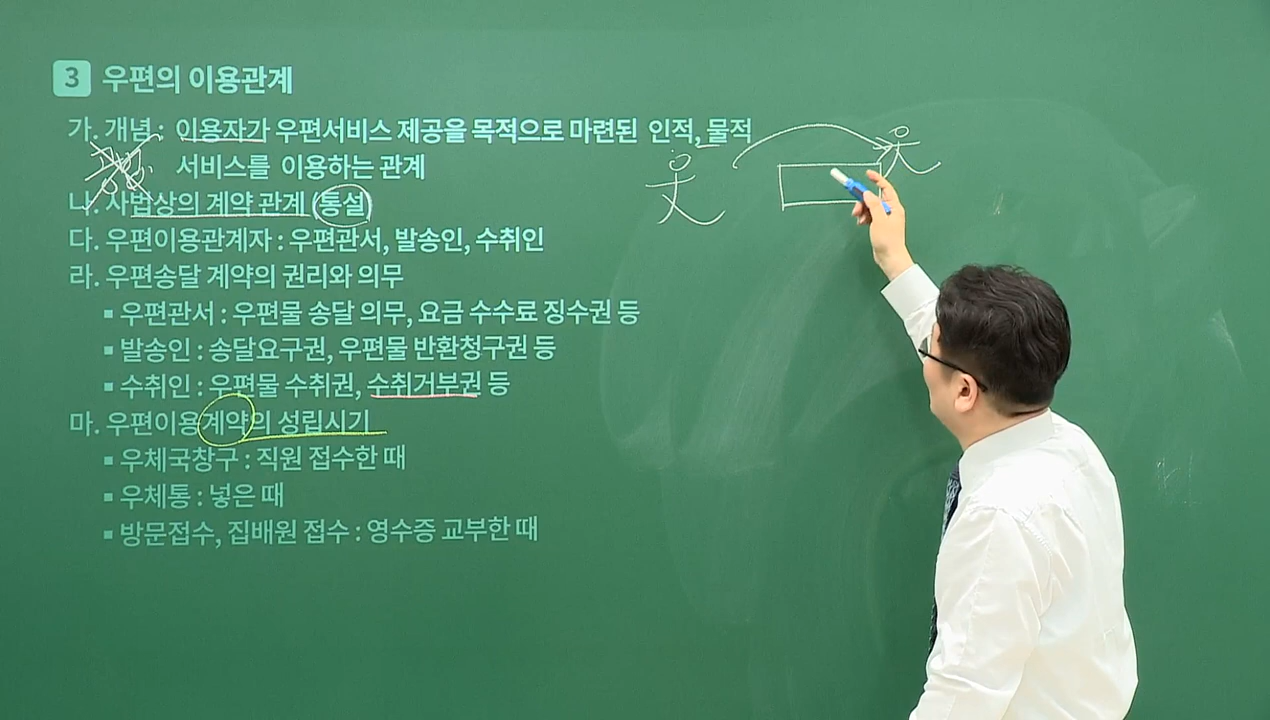 3 우편의 이용관계
가. 개념 : 이용자가 우편서비스 제공을 목적으로 마련된 인적, 물적
서비스를 이용하는 관계
나. 사법상의 계약 관계 (통설)
다. 우편이용관계자 : 우편관서, 발송인, 수취인
라. 우편송달 계약의 권리와 의무
▪ 우편관서 : 우편물 송달 의무, 요금 수수료 징수권 등
▪ 발송인 : 송달요구권, 우편물 반환청구권 등
▪ 수취인 : 우편물 수취권, 수취거부권 등
마. 우편이용계약의 성립시기
▪ 우체국창구 : 직원 접수한 때
▪ 우체통 : 넣은 때
▪ 방문접수, 집배원 접수 : 영수증 교부한 때